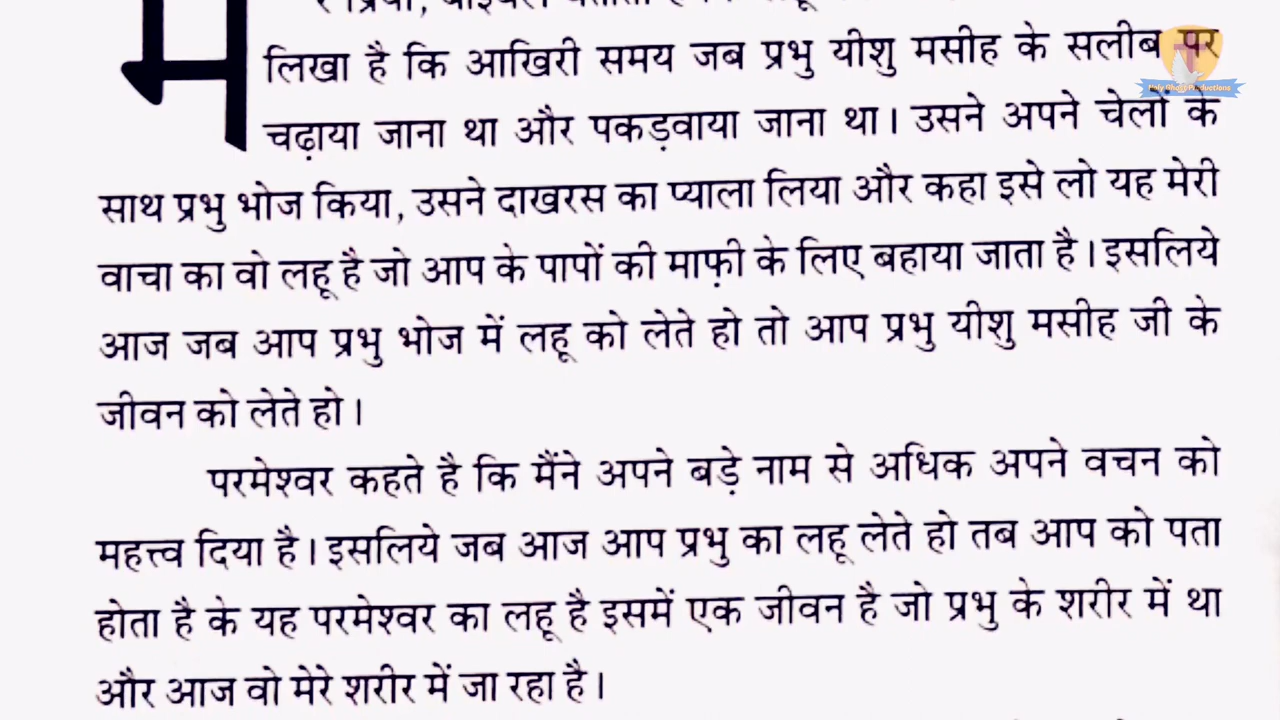 लिखा है कि आखिरी समय जब प्रभु यीशु मसीह के सलीब पर
चढ़ाया जाना था और पकड़वाया जाना था। उसने अपने चेलों के
साथ प्रभु भोज किया, उसने दाखरस का प्याला लिया और कहा इसे लो यह मेरी
वाचा का वो लहू है जो आप के पापों की माफ़ी के लिए बहाया जाता है। इसलिये
आज जब आप प्रभु भोज में लहू को लेते हो तो आप प्रभु यीशु मसीह जी के
जीवन को लेते हो।
परमेश्वर कहते है कि मैंने अपने बड़े नाम से अधिक अपने वचन को
महत्त्व दिया है। इसलिये जब आज आप प्रभु का लहू लेते हो तब आप को पता
होता है के यह परमेश्वर का लहू है इसमें एक जीवन है जो प्रभु के शरीर में था
और आज वो मेरे शरीर में जा रहा है।
Holy Ghost Productions